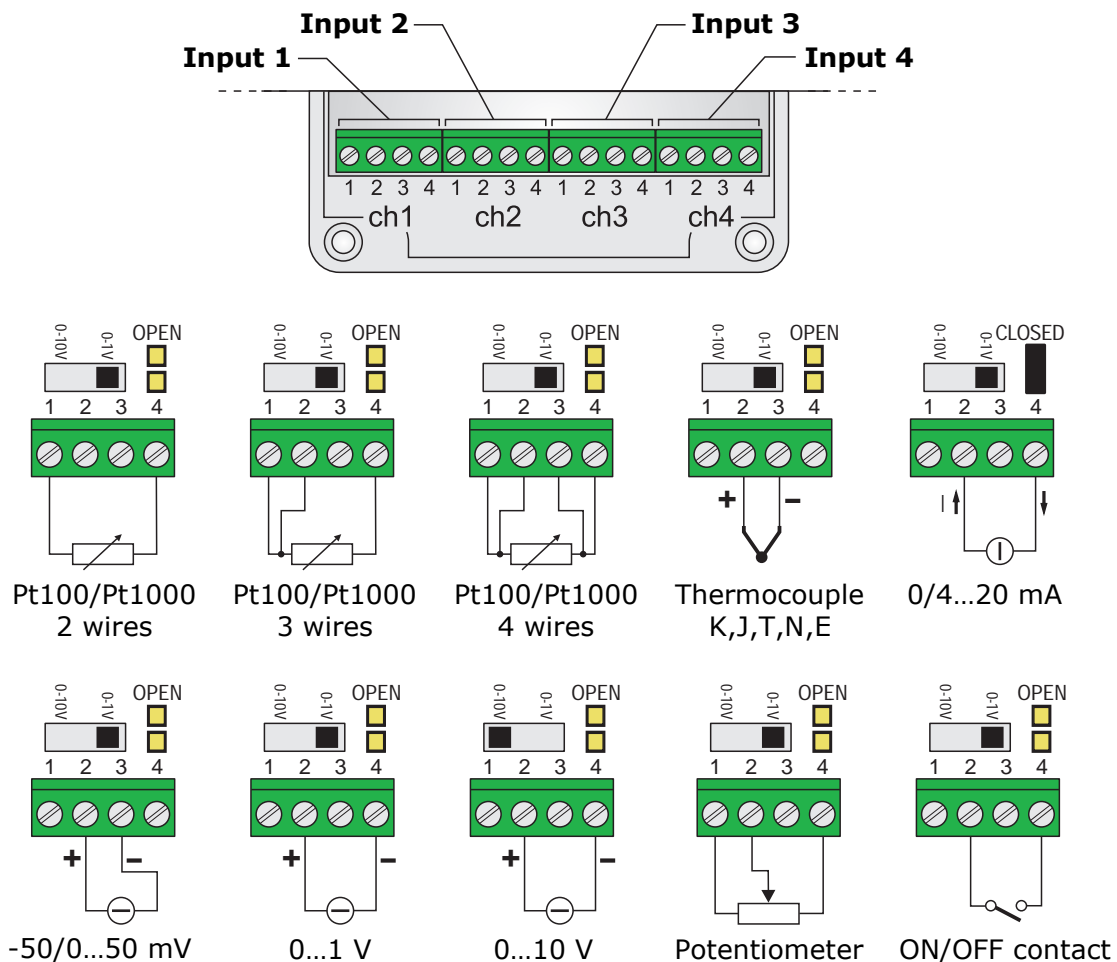 Input 2
Input 3
Input 1
Input 4
1 2 3 4 1 2 3 4 1 2 3 4 1 2 3 4
ch1 ch2 ch3 ch4
0-10V 0-1V OPEN
1 2 3 4
Pt100/Pt1000
2 wires
0-10V 0-1V OPEN
1 2 3 4
Pt100/Pt1000
3 wires
0-10V 0-1V OPEN
1 2 3 4
Pt100/Pt1000
4 wires
0-10V 0-1V OPEN
1 2 3 4
+ −
Thermocouple
K,J,T,N,E
0-10V 0-1V CLOSED
1 2 3 4
I
I
0/4...20 mA
0-10V 0-1V OPEN
1 2 3 4
+ −
-50/0...50 mV
0-10V 0-1V OPEN
1 2 3 4
+ −
0...1 V
0-10V 0-1V OPEN
1 2 3 4
+ −
0...10 V
0-10V 0-1V OPEN
1 2 3 4
Potentiometer
0-10V 0-1V OPEN
1 2 3 4
ON/OFF contact